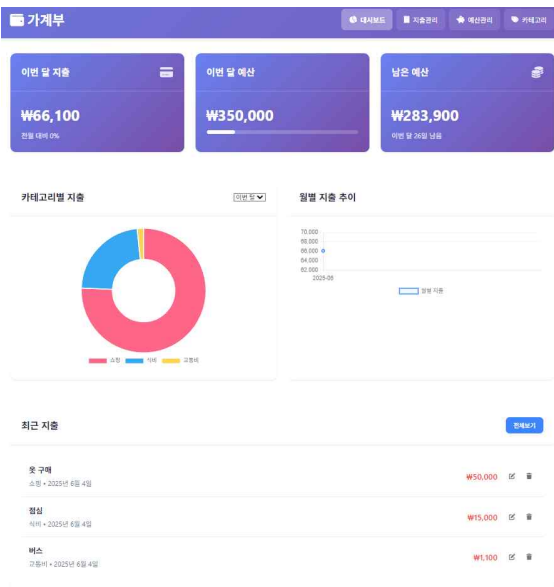 가계부
대시보드
지출관리
예산관리
카테고리
이번 달 지출
₩66,100
전월 대비 0%
이번 달 예산
₩350,000
남은 예산
₩283,900
이번 달 26일 남음
카테고리별 지출
이번 달
쇼핑
식비
교통비
월별 지출 추이
70,000
68,000
66,000
64,000
62,000
2025-06
월별 지출
최근 지출
전체보기
옷 구매
쇼핑 • 2025년 6월 4일
₩50,000
점심
식비 • 2025년 6월 4일
₩15,000
버스
교통비 • 2025년 6월 4일
₩1,100